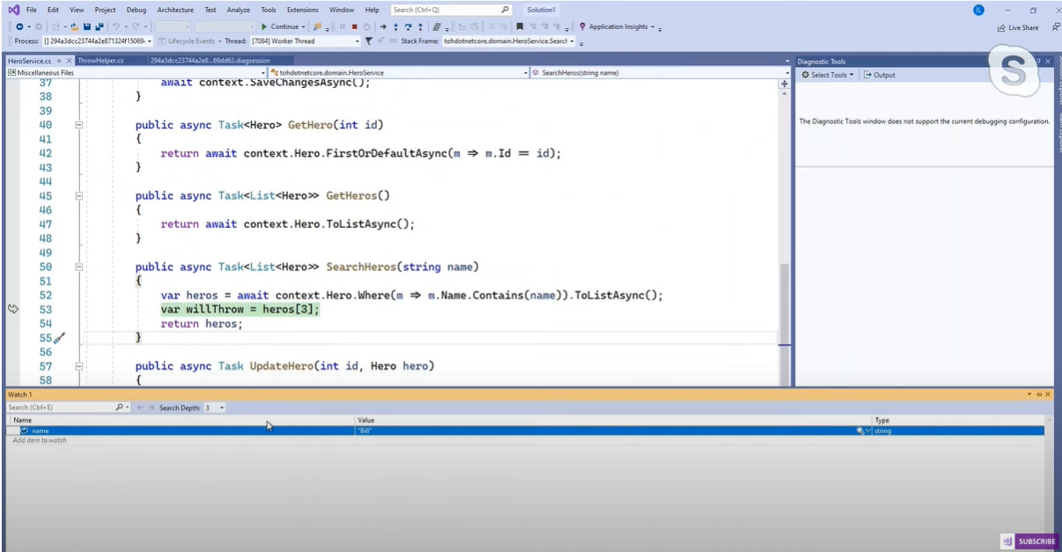 File Edit View Project Debug Architecture Test Analyze Tools Extensions Window Help Search (Ctrl+Q) Solution1
Continue Application Insights Live Share
Process: [] 294a3dcc23744a2e871324f15069 Lifecycle Events Thread: [7084] Worker Thread Stack Frame: tohdotnetcore.domain.HeroService.Search
HeroService.cs ThrowHelper.cs 294a3dcc23744a2e8...69dd63.diagsession
Miscellaneous Files tohdotnetcore.domain.HeroService SearchHeros(string name)
37 await context.SaveChangesAsync();
38 }
39
40 public async Task<Hero> GetHero(int id)
41 {
42 return await context.Hero.FirstOrDefaultAsync(m => m.Id == id);
43 }
44
45 public async Task<List<Hero>> GetHeros()
46 {
47 return await context.Hero.ToListAsync();
48 }
49
50 public async Task<List<Hero>> SearchHeros(string name)
51 {
52 var heros = await context.Hero.Where(m => m.Name.Contains(name)).ToListAsync();
53 var willThrow = heros[3];
54 return heros;
55 }
56
57 public async Task UpdateHero(int id, Hero hero)
58 {
Diagnostic Tools
Select Tools Output
The Diagnostic Tools window does not support the current debugging configuration.
Watch 1
Search (Ctrl+E) Search Depth: 3
Name Value Type
name "Bill" string
Add item to watch
S
SUBSCRIBE